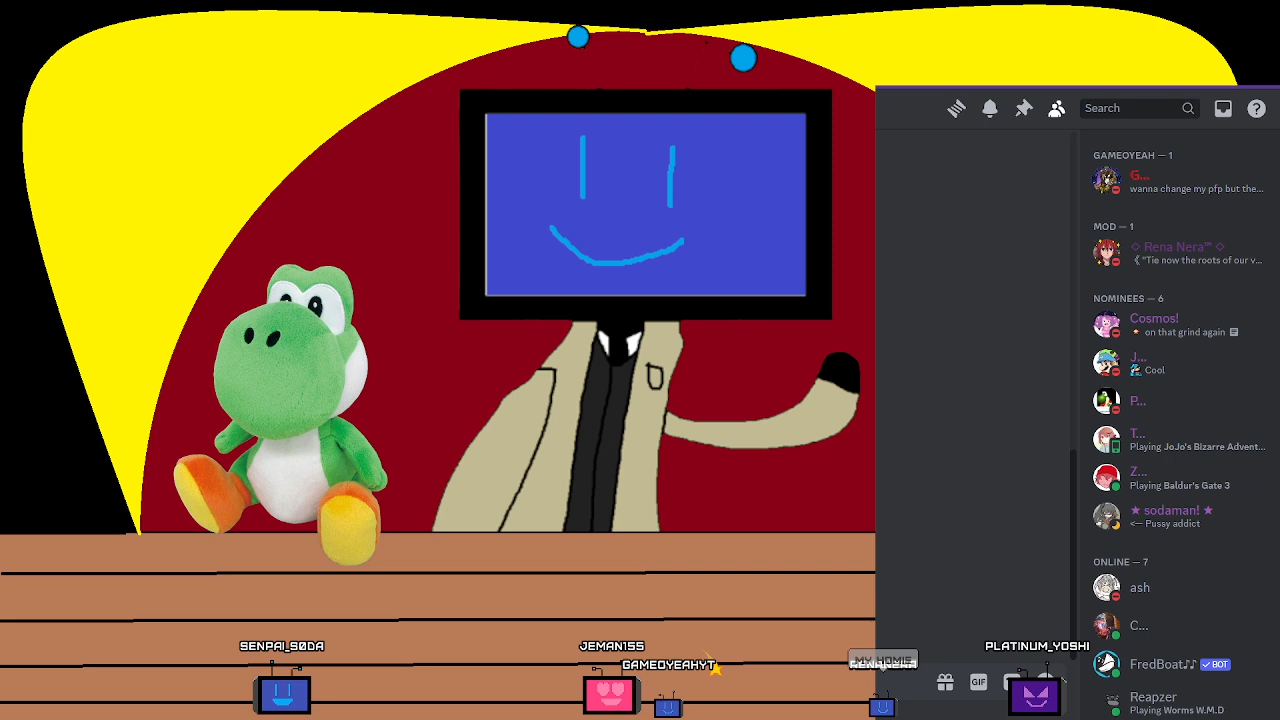 Search
GAMEOYEAH — 1
G...
wanna change my pfp but the...
MOD — 1
◇ Rena Nera™ ◇
《 "Tie now the roots of our v...
NOMINEES — 6
Cosmos!
on that grind again
J...
Cool
P...
T...
Playing JoJo's Bizarre Advent...
Z...
Playing Baldur's Gate 3
★ sodaman! ★
<— Pussy addict
ONLINE — 7
ash
C...
FredBoat♪♪ ✓ BOT
Reapzer
Playing Worms W.M.D
GIF
SENPAI_S0DA
JEMAN155
GAMEOYEAHYT
MY HOMIE
PLATINUM_YOSHI